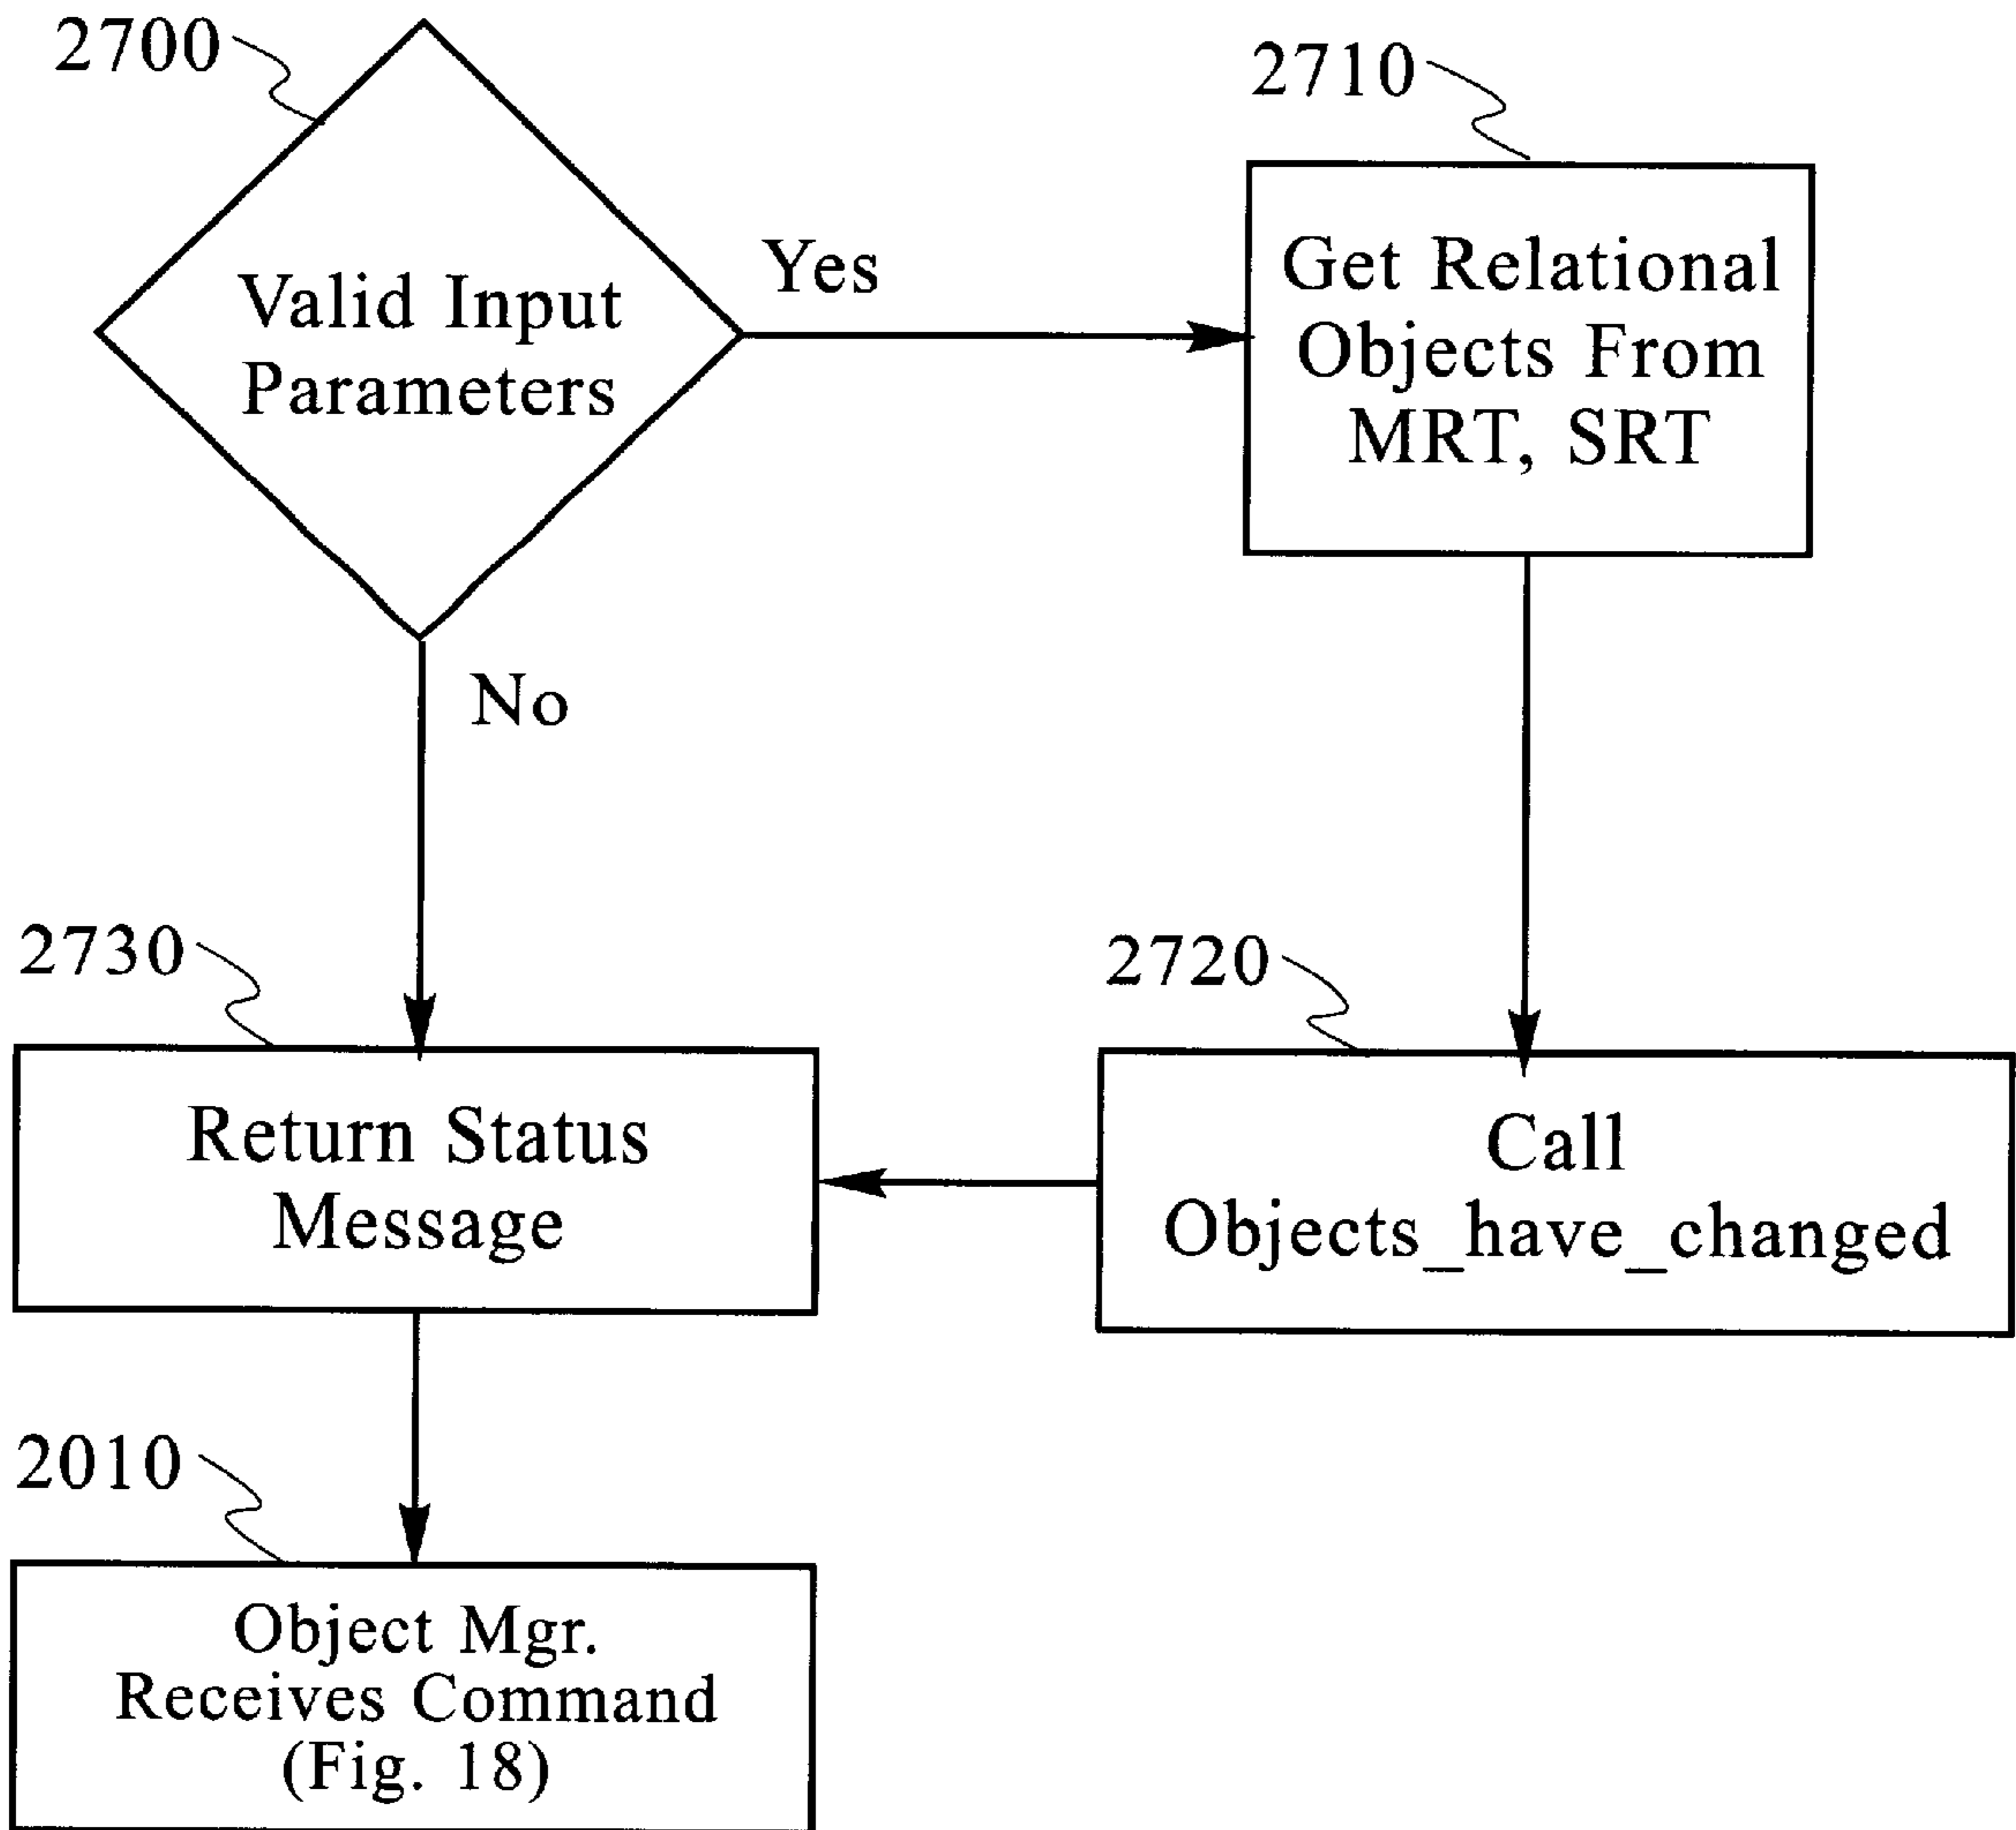 2700
Valid Input
Parameters
Yes
No
2710
Get Relational
Objects From
MRT, SRT
2730
Return Status
Message
2720
Call
Objects_have_changed
2010
Object Mgr.
Receives Command
(Fig. 18)